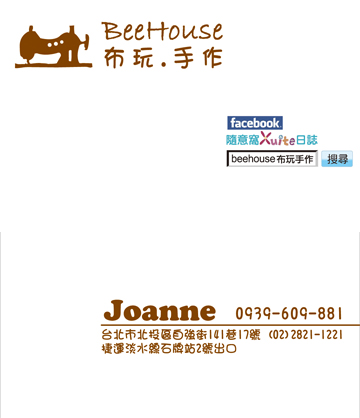 BeeHouse
布玩.手作
facebook
隨意窩Xuite日誌
beehouse布玩手作 搜尋
Joanne 0939-609-881
台北市北投區自強街141巷17號 (02)2821-1221
捷運淡水線石牌站2號出口